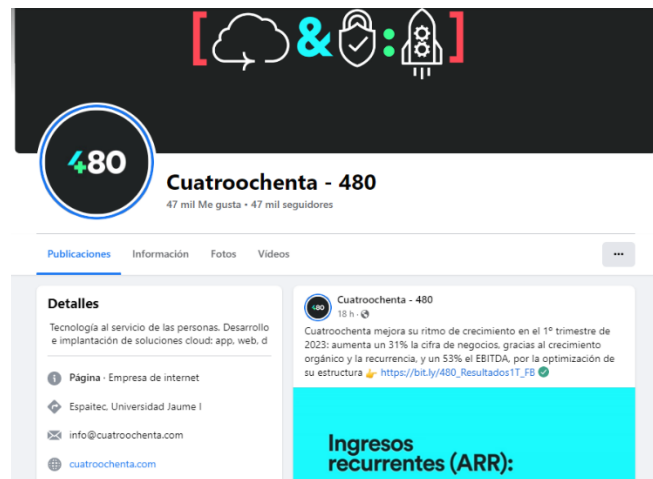 [ & : ]
480
Cuatroochenta - 480
47 mil Me gusta • 47 mil seguidores
Publicaciones Información Fotos Videos
Detalles
Tecnología al servicio de las personas. Desarrollo
e implantación de soluciones cloud: app, web, d
Página · Empresa de internet
Espaitec, Universidad Jaume I
info@cuatroochenta.com
cuatroochenta.com
480
Cuatroochenta - 480
18 h ·
Cuatroochenta mejora su ritmo de crecimiento en el 1º trimestre de
2023: aumenta un 31% la cifra de negocios, gracias al crecimiento
orgánico y la recurrencia, y un 53% el EBITDA, por la optimización de
su estructura 👉 https://bit.ly/480_Resultados1T_FB
Ingresos
recurrentes (ARR):